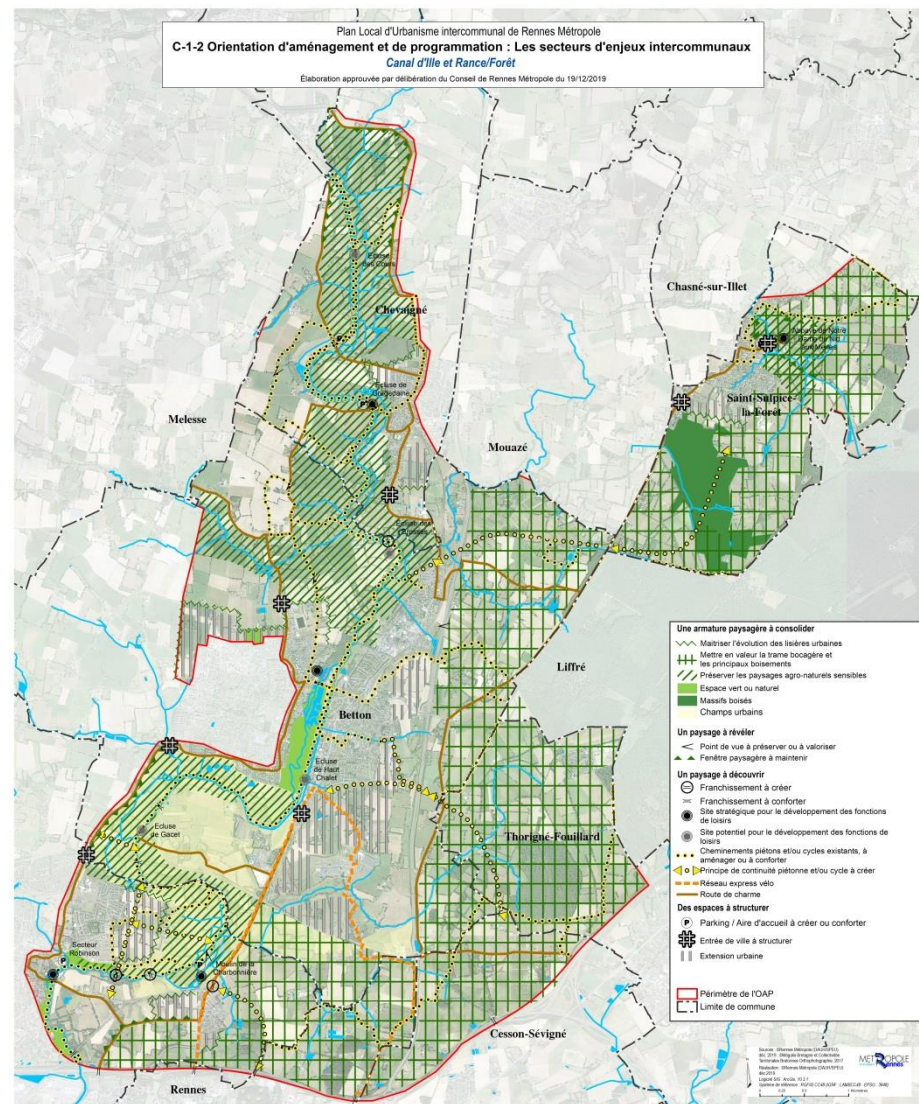 Plan Local d'Urbanisme intercommunal de Rennes Métropole
C-1-2 Orientation d'aménagement et de programmation : Les secteurs d'enjeux intercommunaux
Canal d'Ille et Rance/Forêt
Élaboration approuvée par délibération du Conseil de Rennes Métropole du 19/12/2019
Chasné-sur-Illet
Chevaigné
Abbaye de Notre
Saint-Sulpice-
la-Forêt
Ecluse de
Melesse
Mouazé
Liffré
Betton
Ecluse
de Haut
Chalet
Ecluse
de Gacet
Thorigné-Fouillard
Secteur
Robinson
Moulin de la
Charbonnière
Cesson-Sévigné
Rennes
Une armature paysagère à consolider
Maitriser l'évolution des lisières urbaines
Mettre en valeur la trame bocagère et
les principaux boisements
Préserver les paysages agro-naturels sensibles
Espace vert ou naturel
Massifs boisés
Champs urbains
Un paysage à révéler
Point de vue à préserver ou à valoriser
Fenêtre paysagère à maintenir
Un paysage à découvrir
Franchissement à créer
Franchissement à conforter
Site stratégique pour le développement des fonctions
de loisirs
Site potentiel pour le développement des fonctions de
loisirs
Cheminements piétons et/ou cycles existants, à
aménager ou à conforter
Principe de continuité piétonne et/ou cycle à créer
Réseau express vélo
Route de charme
Des espaces à structurer
P Parking / Aire d'accueil à créer ou conforter
Entrée de ville à structurer
Extension urbaine
Périmètre de l'OAP
Limite de commune